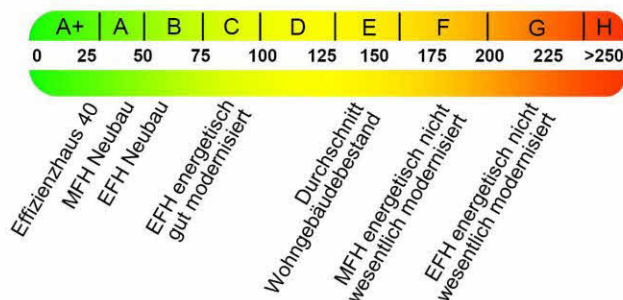 A+ A B C D E F G H
0 25 50 75 100 125 150 175 200 225 >250
Effizienzhaus 40
MFH Neubau
EFH Neubau
EFH energetisch
gut modernisiert
Durchschnitt
Wohngebäudebestand
MFH energetisch nicht
wesentlich modernisiert
EFH energetisch nicht
wesentlich modernisiert